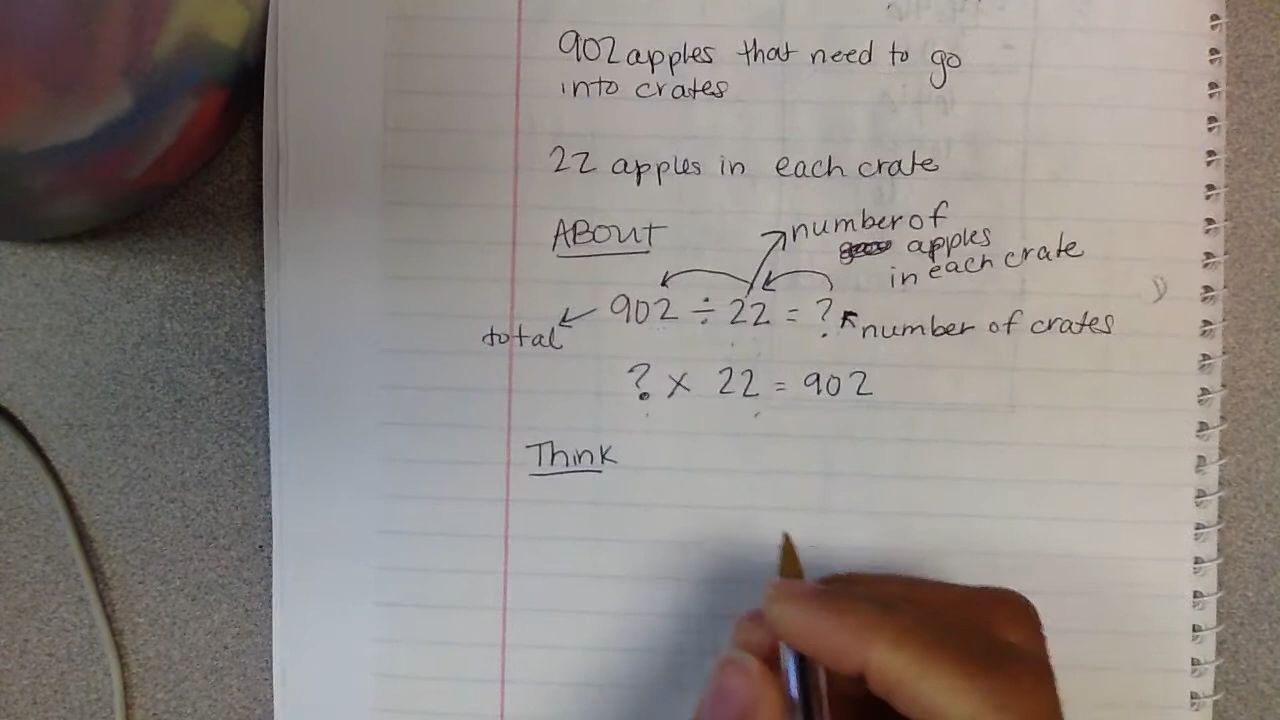 902 apples that need to go
into crates
22 apples in each crate
ABOUT
number of
apples
in each crate
902 ÷ 22 = ?
number of crates
total
? x 22 = 902
Think